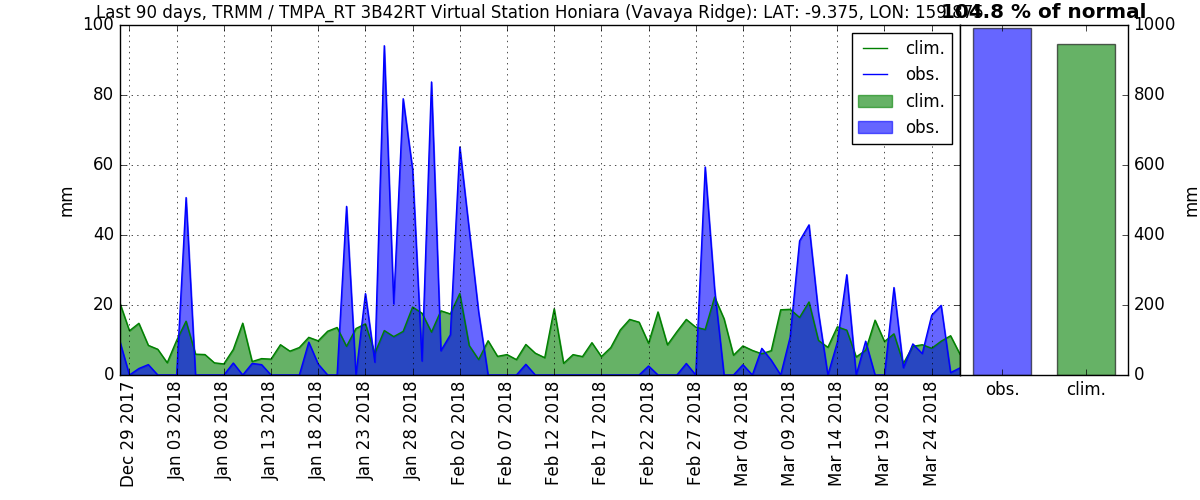 Last 90 days, TRMM / TMPA_RT 3B42RT Virtual Station Honiara (Vavaya Ridge): LAT: -9.375, LON:
104.8 % of normal
100
80
60
40
20
0
mm
clim.
obs.
clim.
obs.
1000
800
600
400
200
0
mm
obs.
clim.
Dec 29 2017
Jan 03 2018
Jan 08 2018
Jan 13 2018
Jan 18 2018
Jan 23 2018
Jan 28 2018
Feb 02 2018
Feb 07 2018
Feb 12 2018
Feb 17 2018
Feb 22 2018
Feb 27 2018
Mar 04 2018
Mar 09 2018
Mar 14 2018
Mar 19 2018
Mar 24 2018